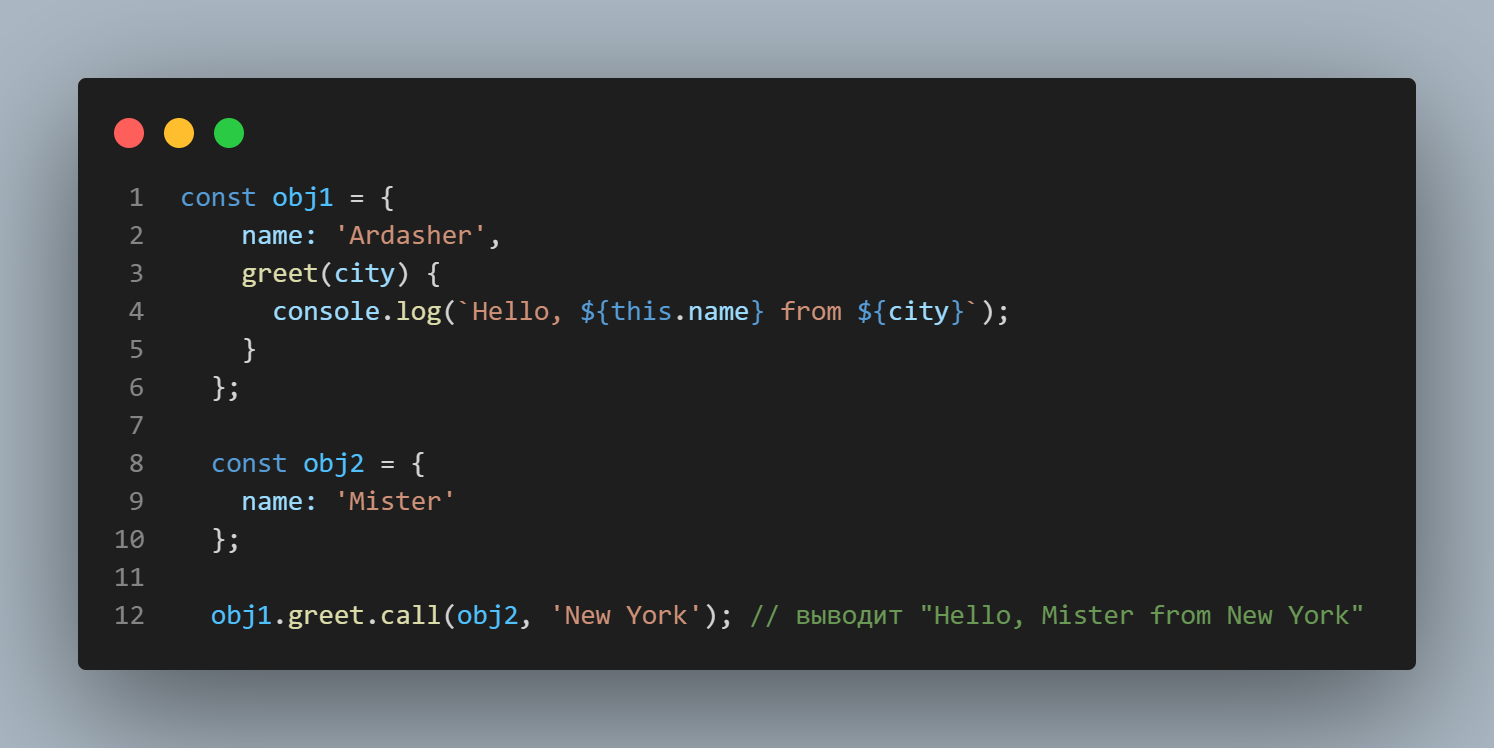 1 const obj1 = {
2     name: 'Ardasher',
3     greet(city) {
4       console.log(`Hello, ${this.name} from ${city}`);
5     }
6   };
7
8   const obj2 = {
9     name: 'Mister'
10   };
11
12   obj1.greet.call(obj2, 'New York'); // выводит "Hello, Mister from New York"